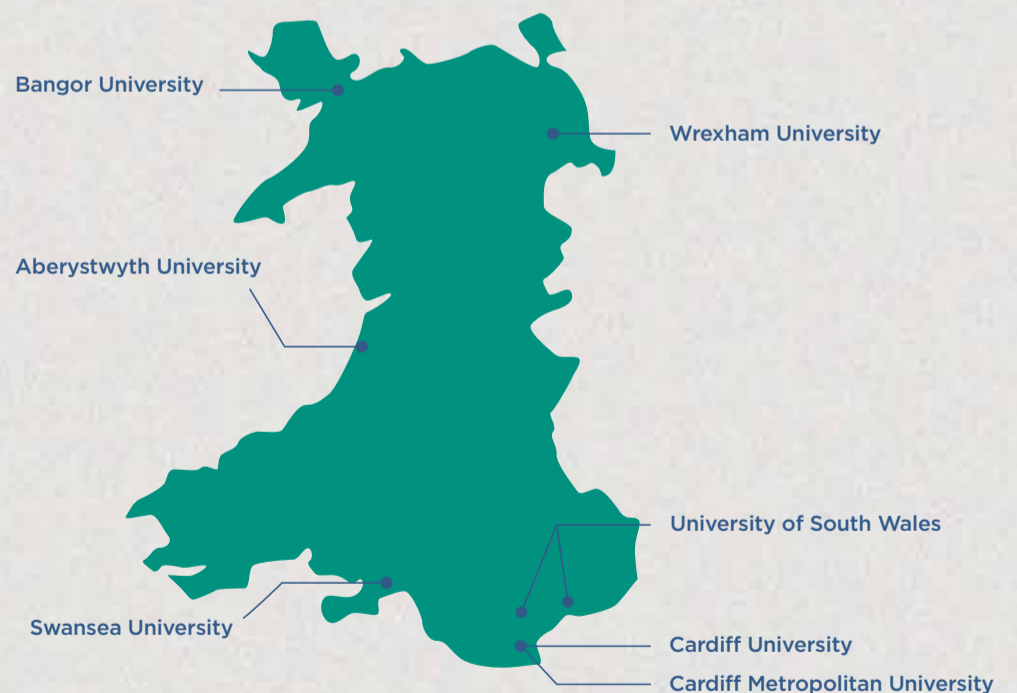 Bangor University
Wrexham University
Aberystwyth University
University of South Wales
Swansea University
Cardiff University
Cardiff Metropolitan University